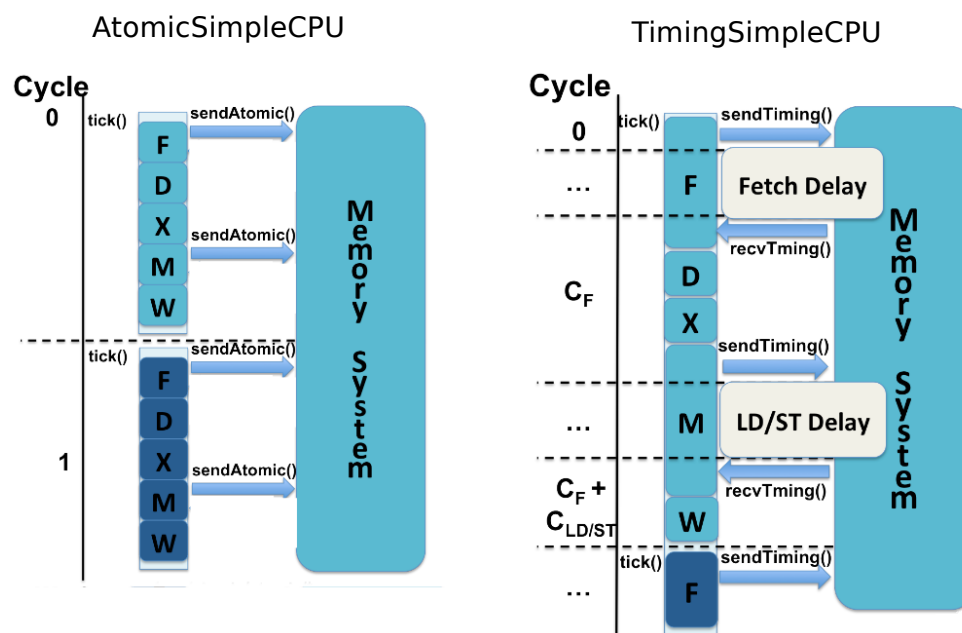 AtomicSimpleCPU
Cycle
0
tick()
sendAtomic()
F
D
X
sendAtomic()
M
W
tick()
sendAtomic()
F
D
X
1
sendAtomic()
M
W
Memory System
TimingSimpleCPU
Cycle
0
tick()
sendTiming()
...
F
Fetch Delay
recvTming()
D
CF
X
sendTiming()
...
M
LD/ST Delay
recvTming()
CF +
CLD/ST
W
tick()
sendTiming()
...
F
Memory System